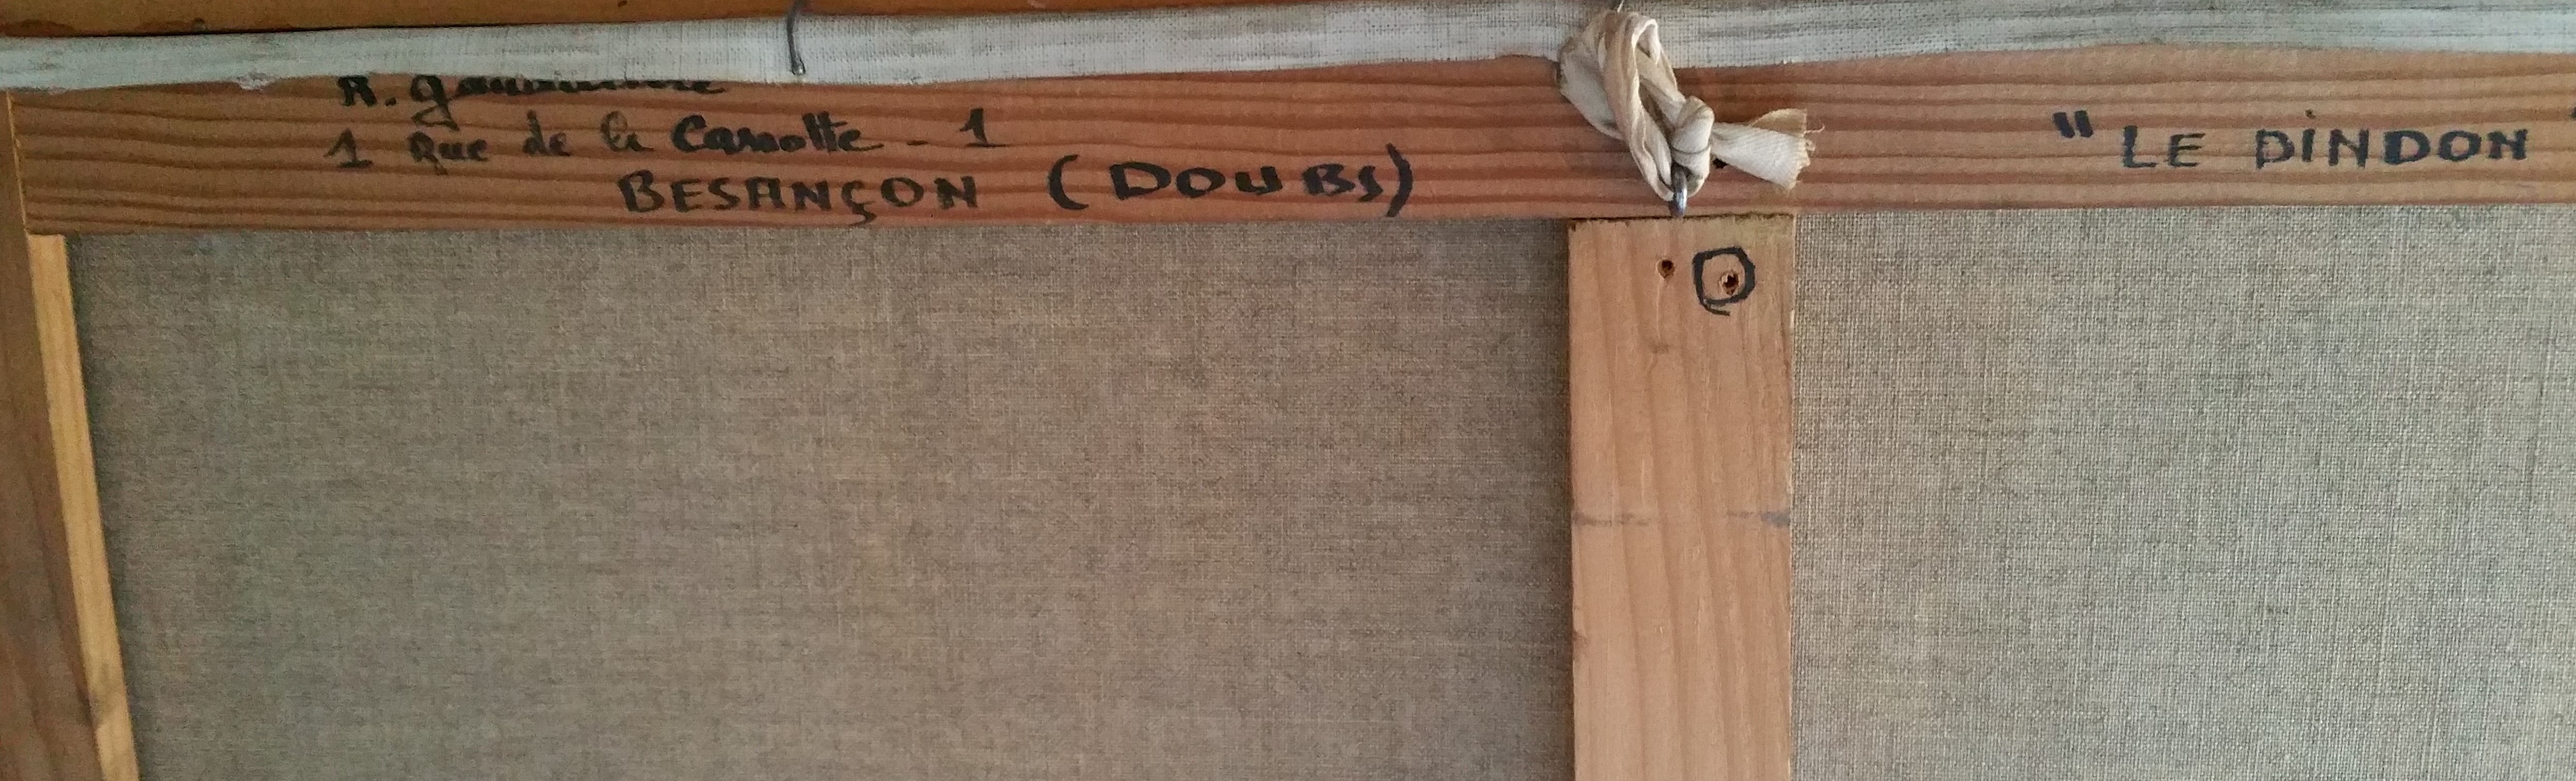 R.
1 Rue de la Cassotte - 1
BESANÇON (DOUBS)
"LE DINDON"